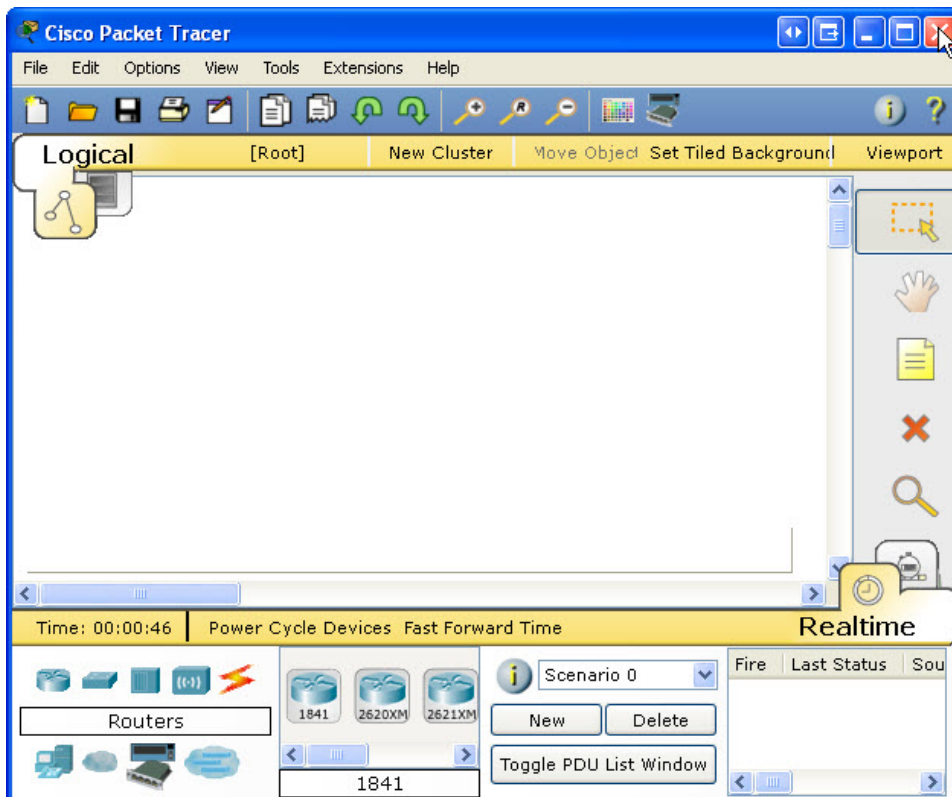 Cisco Packet Tracer
File Edit Options View Tools Extensions Help
Logical [Root] New Cluster Move Object Set Tiled Background Viewport
Time: 00:00:46 Power Cycle Devices Fast Forward Time Realtime
Scenario 0
Fire Last Status Sou
Routers
1841 2620XM 2621XM
New Delete
Toggle PDU List Window
1841